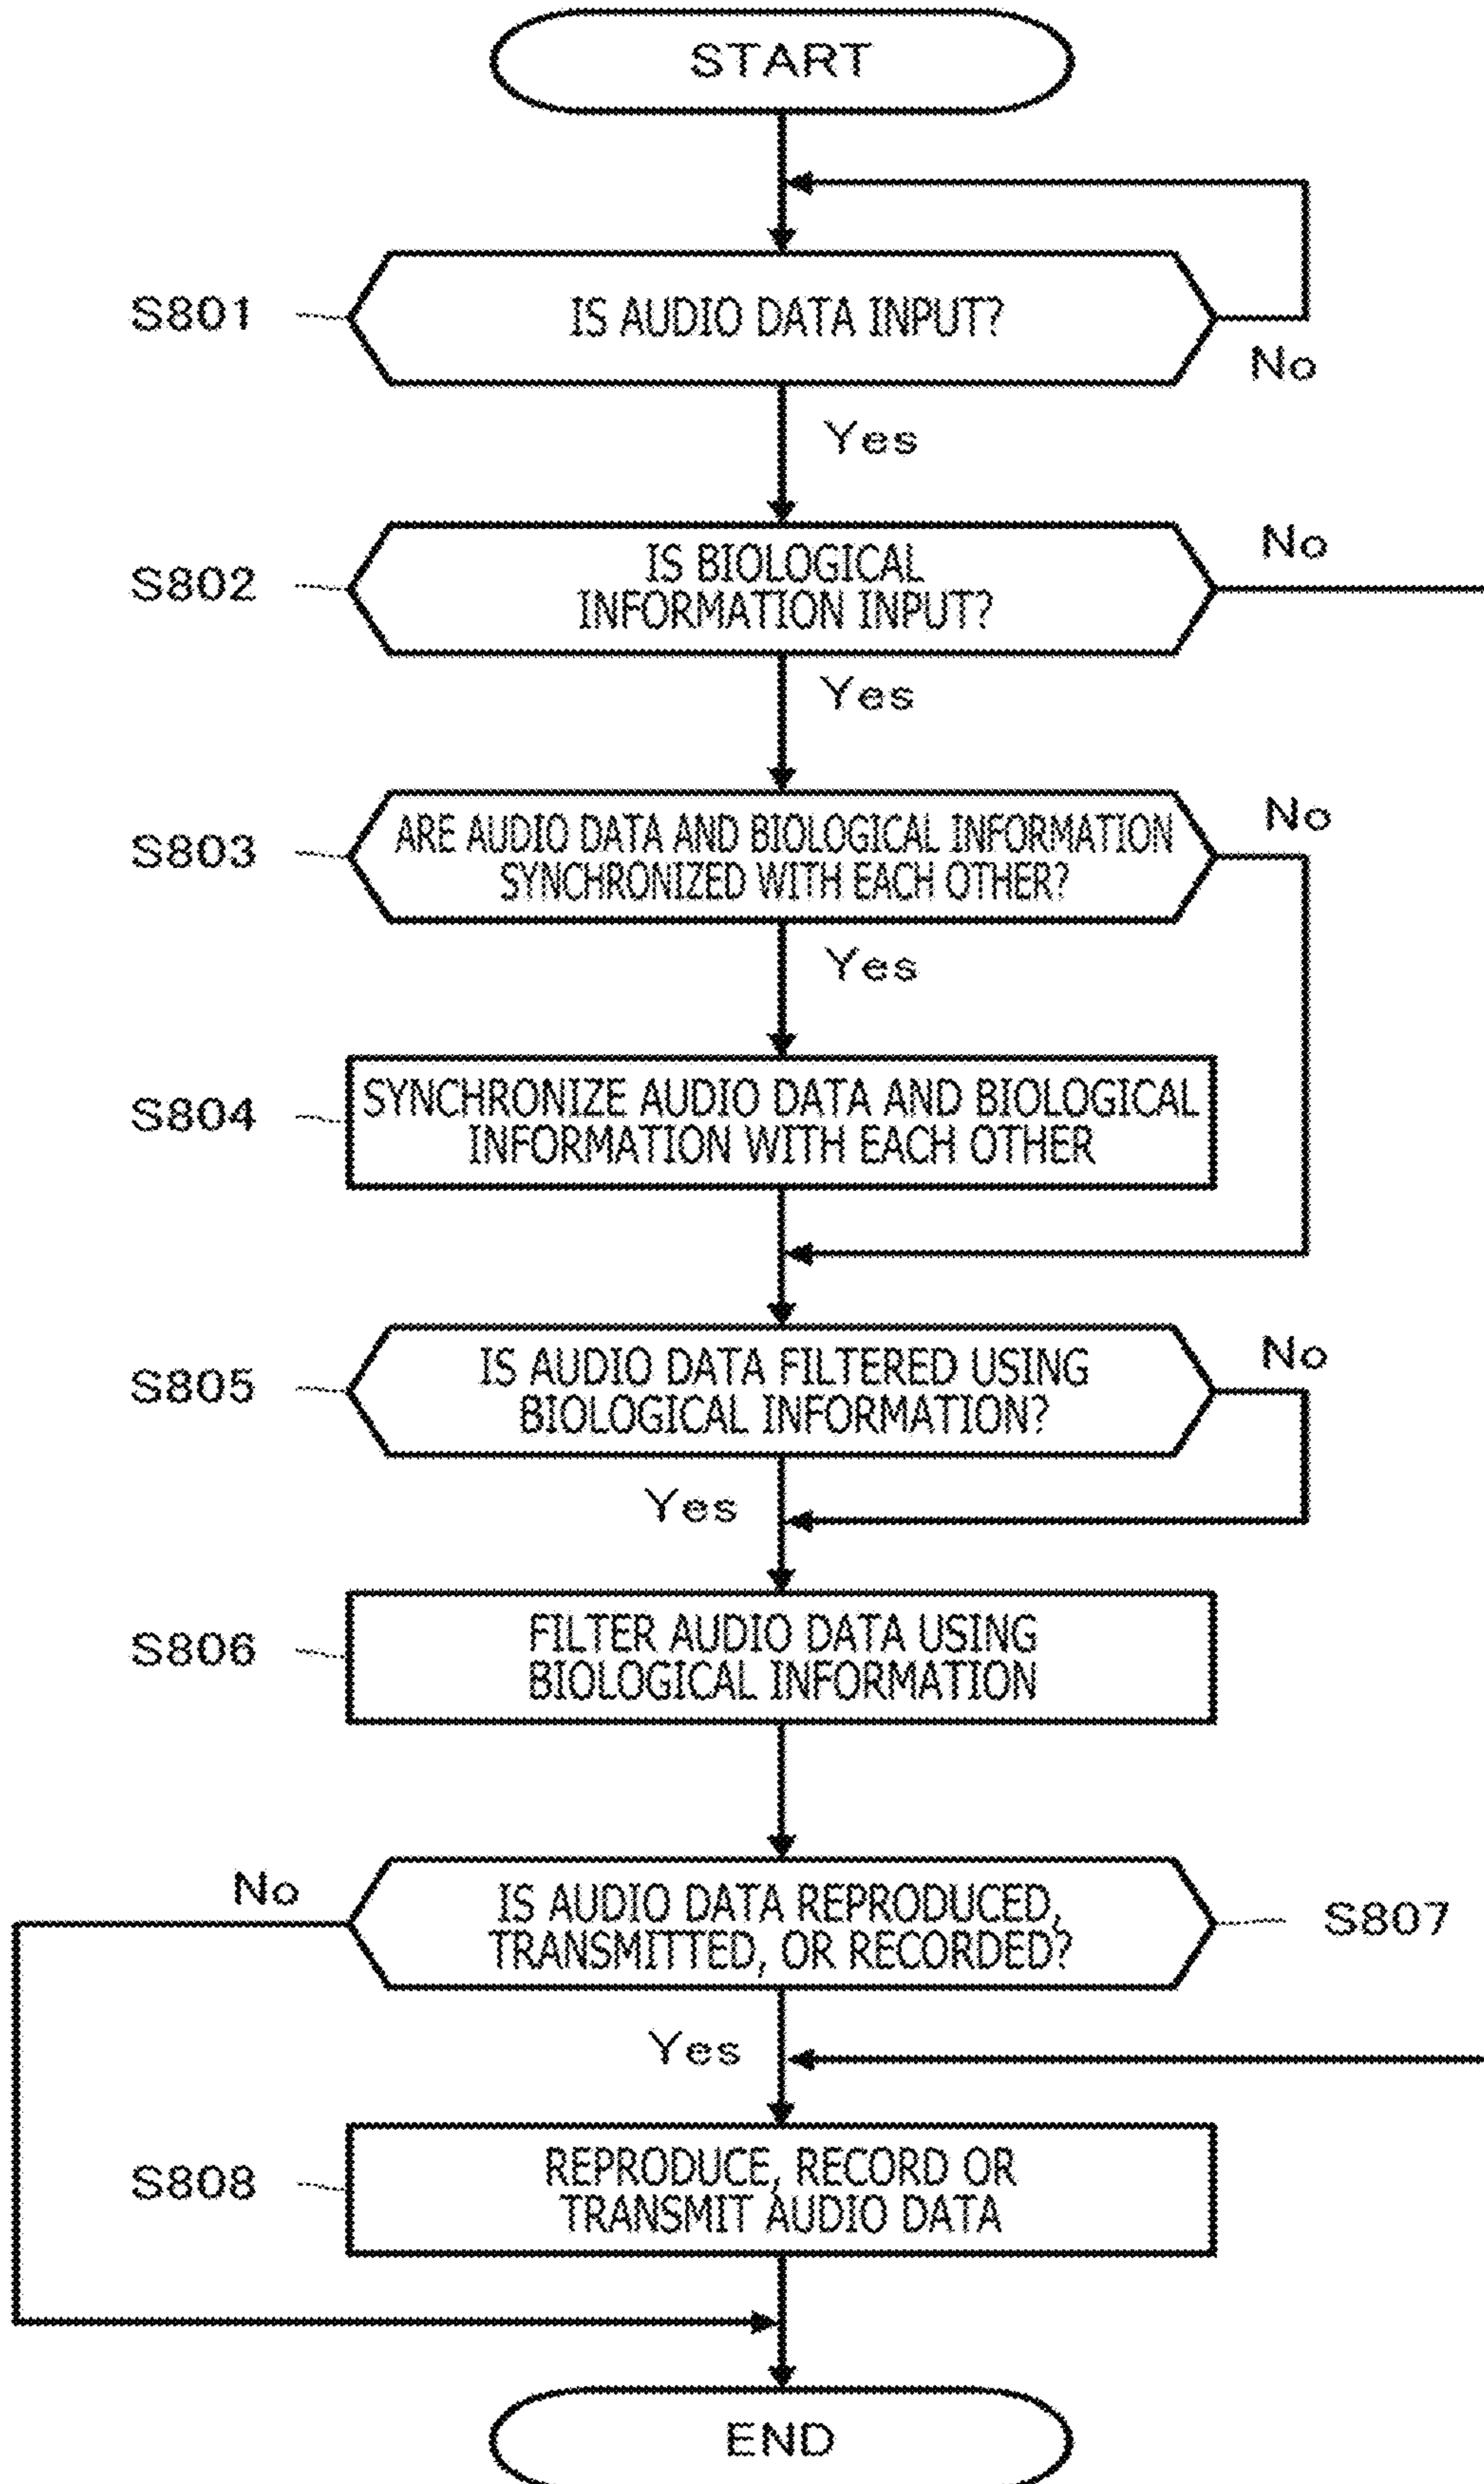 START
S801
IS AUDIO DATA INPUT?
No
Yes
S802
IS BIOLOGICAL
INFORMATION INPUT?
No
Yes
S803
ARE AUDIO DATA AND BIOLOGICAL INFORMATION
SYNCHRONIZED WITH EACH OTHER?
No
Yes
S804
SYNCHRONIZE AUDIO DATA AND BIOLOGICAL
INFORMATION WITH EACH OTHER
S805
IS AUDIO DATA FILTERED USING
BIOLOGICAL INFORMATION?
No
Yes
S806
FILTER AUDIO DATA USING
BIOLOGICAL INFORMATION
No
IS AUDIO DATA REPRODUCED,
TRANSMITTED, OR RECORDED?
S807
Yes
S808
REPRODUCE, RECORD OR
TRANSMIT AUDIO DATA
END